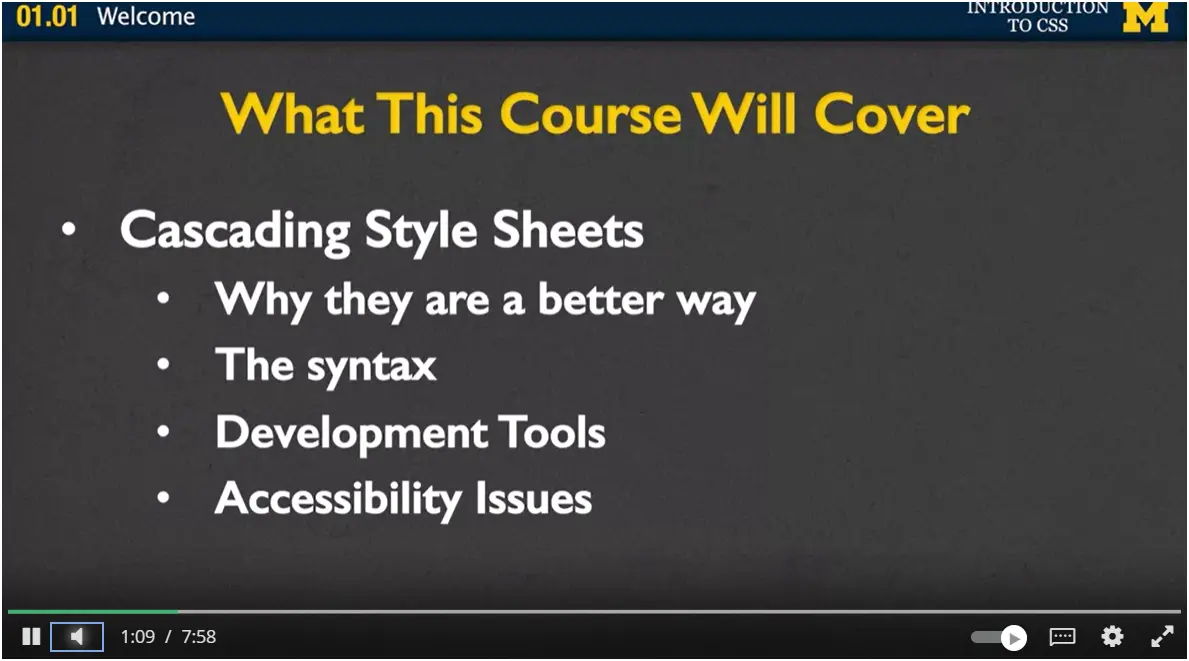 01.01 Welcome
INTRODUCTION
TO CSS
M
What This Course Will Cover
• Cascading Style Sheets
• Why they are a better way
• The syntax
• Development Tools
• Accessibility Issues
1:09 / 7:58